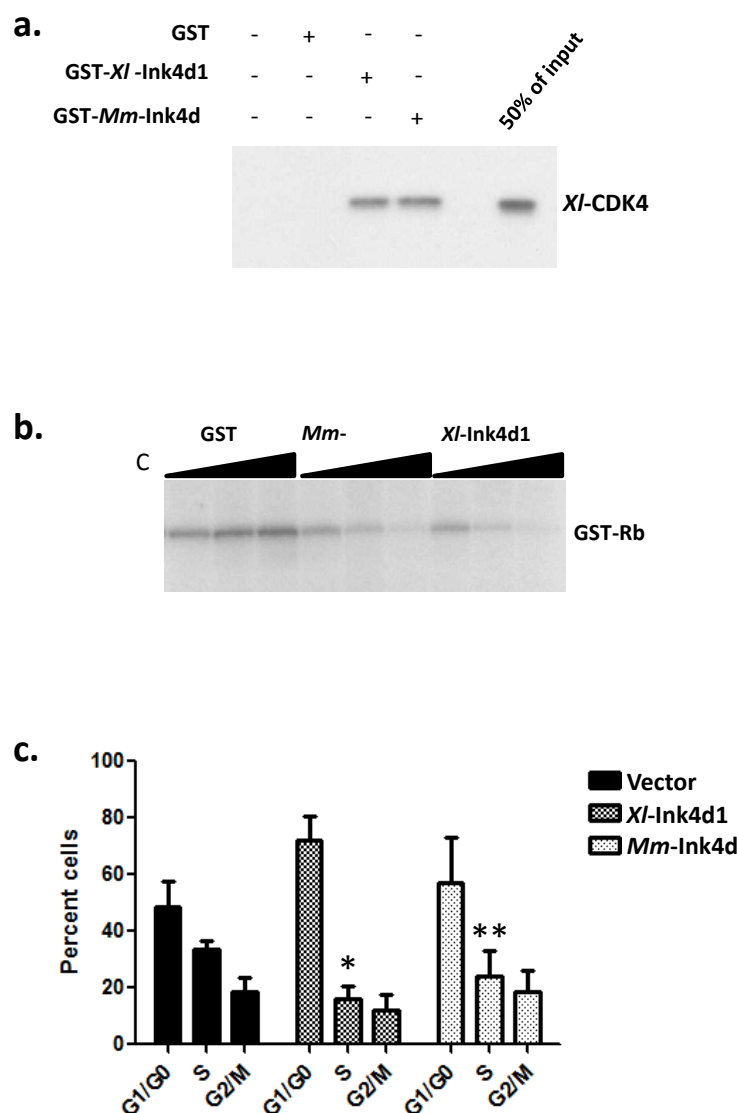 a.
GST - + - -
GST-Xl -Ink4d1 - - + -
GST-Mm-Ink4d - - - +
50% of input
Xl-CDK4
b.
GST Mm- Xl-Ink4d1
C
GST-Rb
c.
100
80
60
40
20
0
Percent cells
* **
G1/G0 S G2/M G1/G0 S G2/M G1/G0 S G2/M
Vector
Xl-Ink4d1
Mm-Ink4d